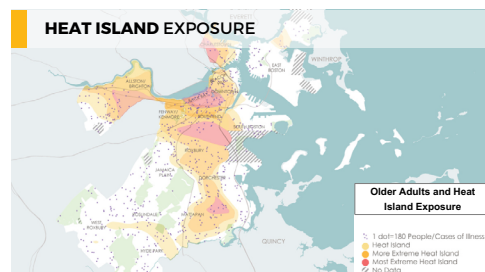 HEAT ISLAND EXPOSURE
WINTHROP
EAST
BOSTON
ALLSTON
BRIGHTON
FENWAY
KENMORE
SOUTH BOSTON
ROXBURY
JAMAICA
PLAIN
DORCHESTER
WEST
ROXBURY
ROSLINDALE
MATTAPAN
HYDE PARK
QUINCY
Older Adults and Heat
Island Exposure
1 dot=180 People/Cases of Illness
Heat Island
More Extreme Heat Island
Most Extreme Heat Island
No Data